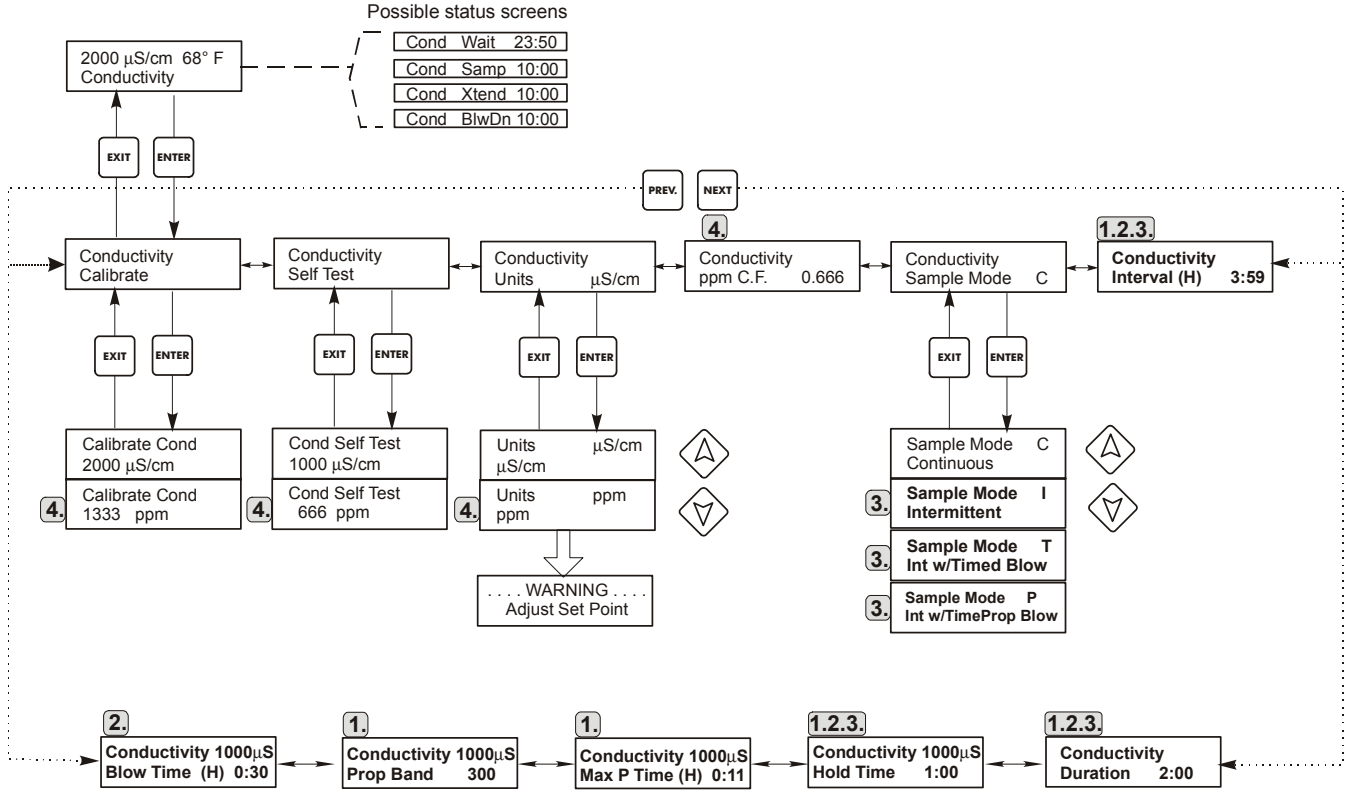 Possible status screens
2000 μS/cm 68° F
Conductivity
Cond Wait 23:50
Cond Samp 10:00
Cond Xtend 10:00
Cond BlwDn 10:00
EXIT
ENTER
PREV.
NEXT
Conductivity
Calibrate
Conductivity
Self Test
Conductivity
Units μS/cm
4.
Conductivity
ppm C.F. 0.666
Conductivity
Sample Mode C
1.2.3.
Conductivity
Interval (H) 3:59
EXIT
ENTER
EXIT
ENTER
EXIT
ENTER
EXIT
ENTER
Calibrate Cond
2000 μS/cm
4.
Calibrate Cond
1333 ppm
Cond Self Test
1000 μS/cm
4.
Cond Self Test
666 ppm
Units μS/cm
μS/cm
4.
Units ppm
ppm
. . . . WARNING . . . .
Adjust Set Point
Sample Mode C
Continuous
3.
Sample Mode I
Intermittent
3.
Sample Mode T
Int w/Timed Blow
3.
Sample Mode P
Int w/TimeProp Blow
2.
Conductivity 1000μS
Blow Time (H) 0:30
1.
Conductivity 1000μS
Prop Band 300
1.
Conductivity 1000μS
Max P Time (H) 0:11
1.2.3.
Conductivity 1000μS
Hold Time 1:00
1.2.3.
Conductivity
Duration 2:00